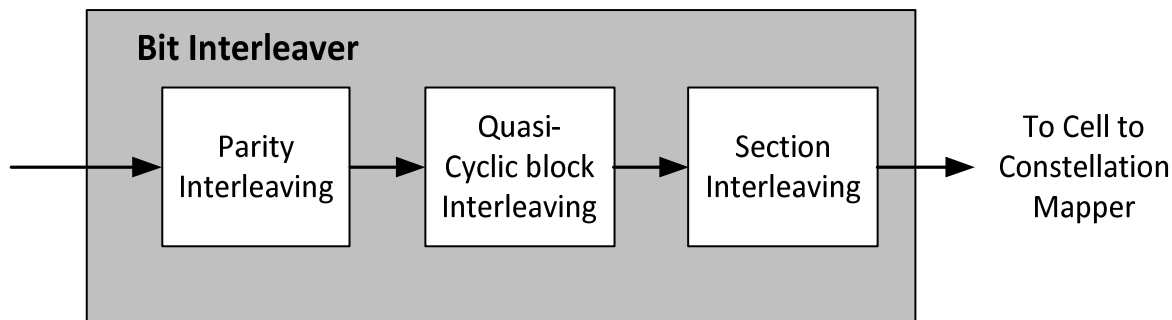 Bit Interleaver
Parity
Interleaving
Quasi-
Cyclic block
Interleaving
Section
Interleaving
To Cell to
Constellation
Mapper